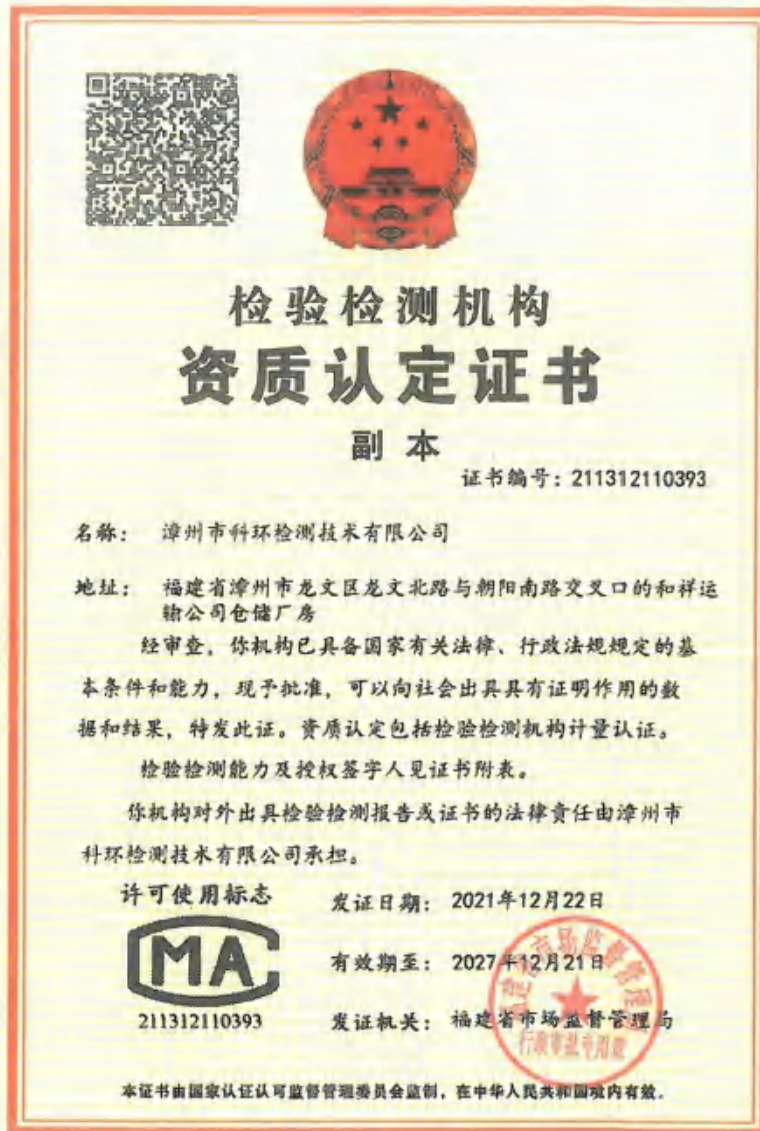 检验检测机构
资质认定证书
副本
证书编号：211312110393
名称： 漳州市科环检测技术有限公司
地址： 福建省漳州市龙文区龙文北路与朝阳南路交叉口的和祥运
输公司仓储厂房
经审查，你机构已具备国家有关法律、行政法规规定的基
本条件和能力，现予批准，可以向社会出具具有证明作用的数
据和结果，特发此证。资质认定包括检验检测机构计量认证。
检验检测能力及授权签字人见证书附表。
你机构对外出具检验检测报告或证书的法律责任由漳州市
科环检测技术有限公司承担。
许可使用标志
发证日期： 2021年12月22日
MA
有效期至： 2027年12月21日
211312110393
发证机关： 福建省市场监督管理局
行政审批专用章
本证书由国家认证认可监督管理委员会监制，在中华人民共和国境内有效。